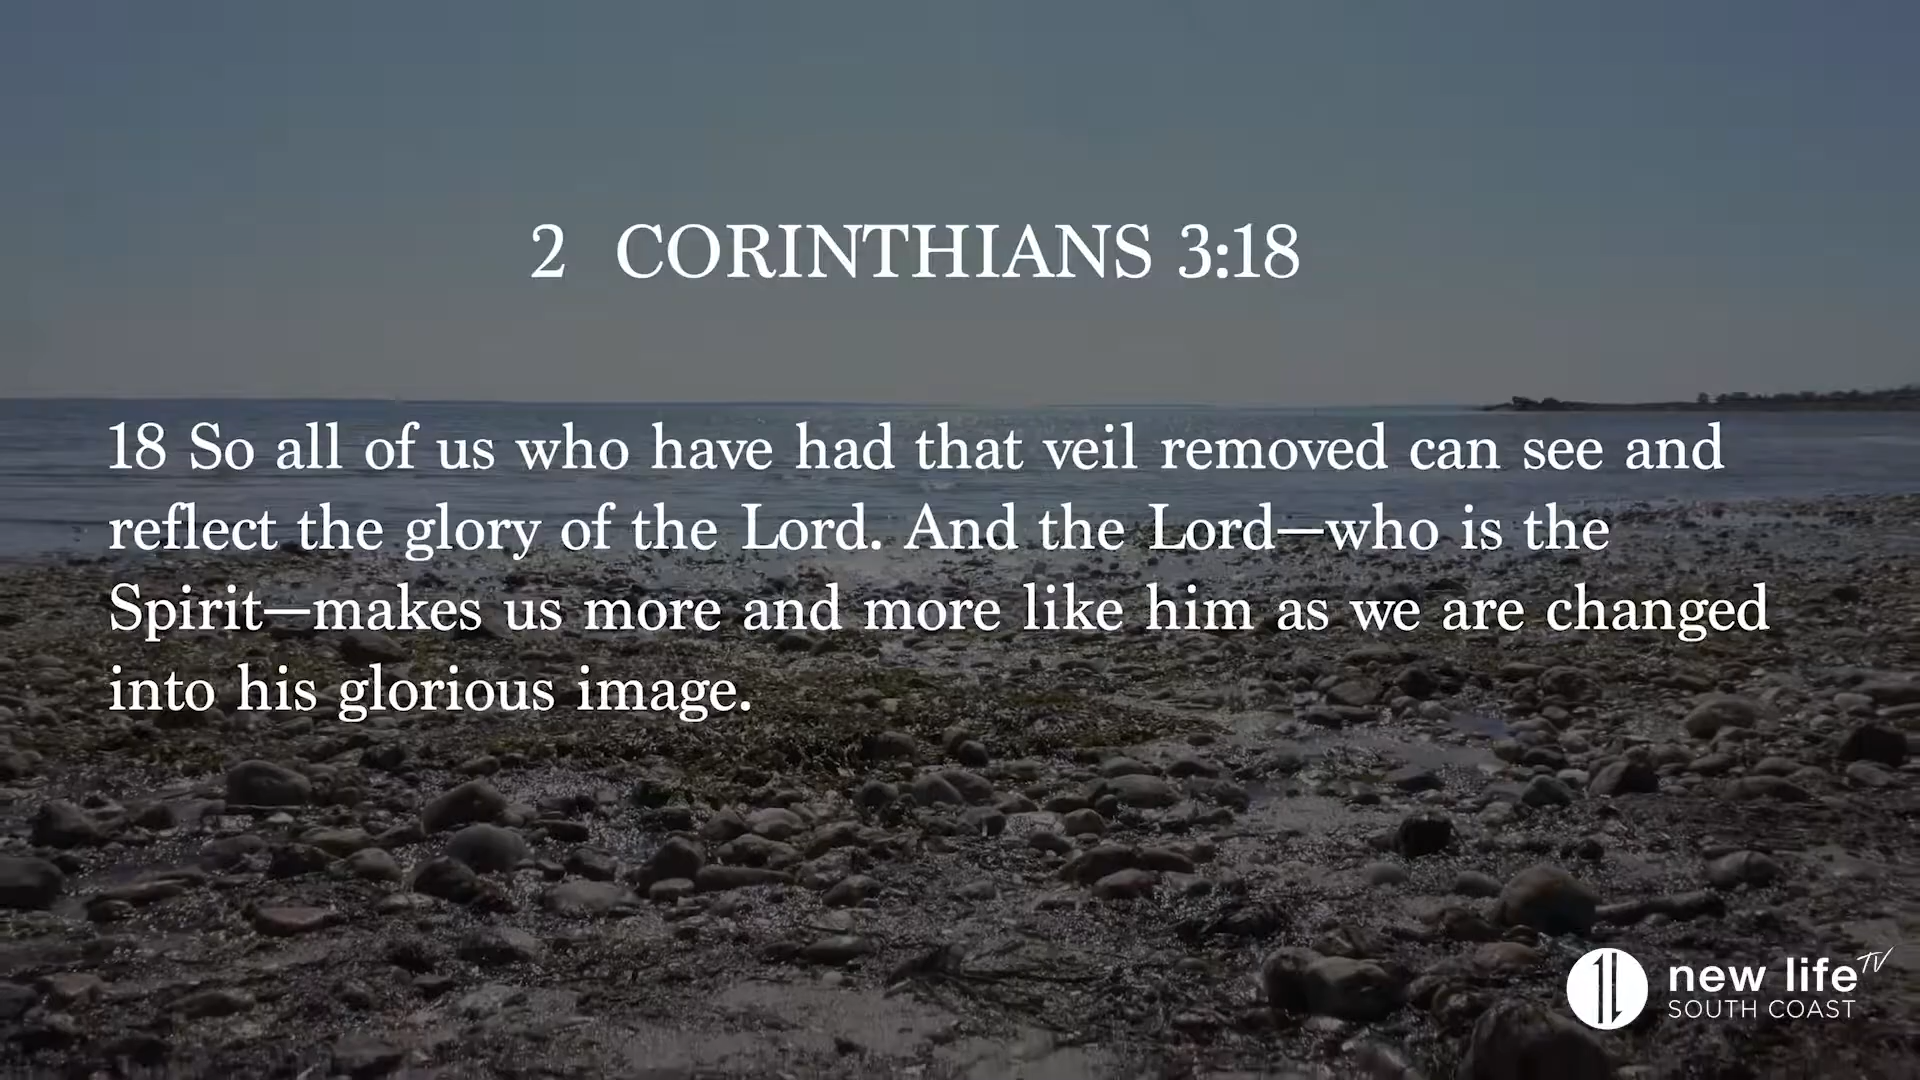 2 CORINTHIANS 3:18
18 So all of us who have had that veil removed can see and
reflect the glory of the Lord. And the Lord—who is the
Spirit—makes us more and more like him as we are changed
into his glorious image.
new life TV
SOUTH COAST